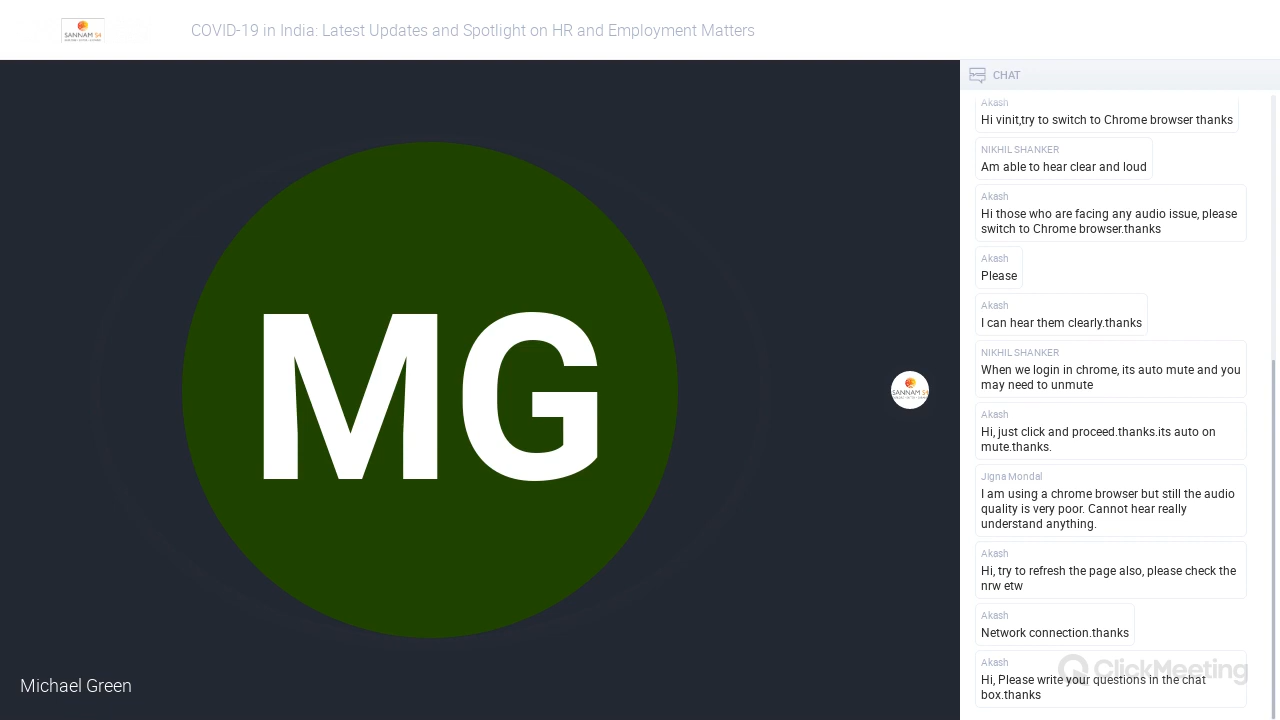 SANNAM S4
COVID-19 in India: Latest Updates and Spotlight on HR and Employment Matters
CHAT
Akash
Hi vinit,try to switch to Chrome browser thanks
NIKHIL SHANKER
Am able to hear clear and loud
Akash
Hi those who are facing any audio issue, please
switch to Chrome browser.thanks
Akash
Please
Akash
I can hear them clearly.thanks
NIKHIL SHANKER
When we login in chrome, its auto mute and you
may need to unmute
Akash
Hi, just click and proceed.thanks.its auto on
mute.thanks.
Jigna Mondal
I am using a chrome browser but still the audio
quality is very poor. Cannot hear really
understand anything.
Akash
Hi, try to refresh the page also, please check the
nrw etw
Akash
Network connection.thanks
Akash
Hi, Please write your questions in the chat
box.thanks
ClickMeeting
MG
SANNAM S4
Michael Green